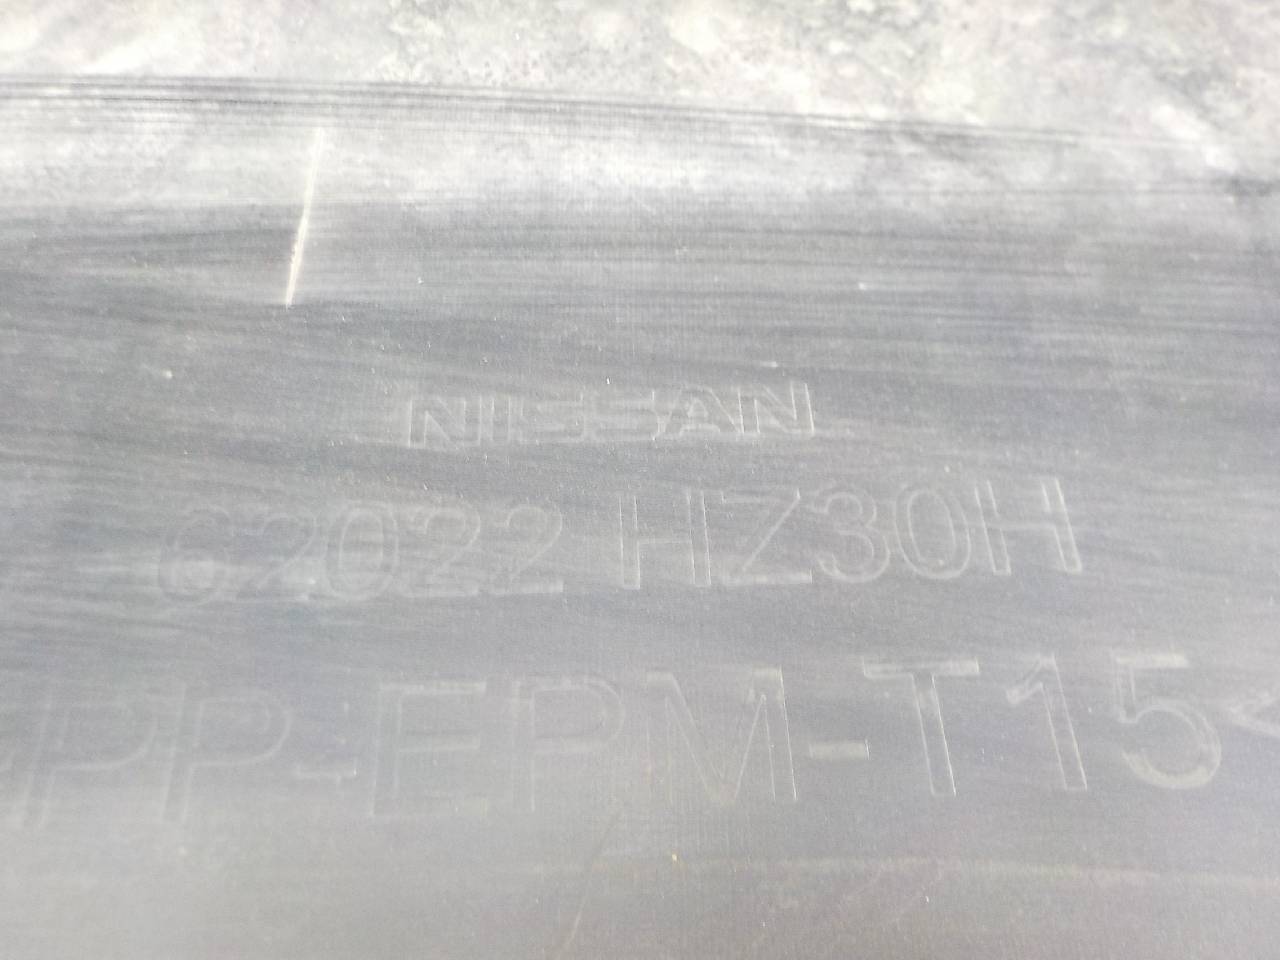 NISSAN
62022 HZ30H
>PP-EPM-T15<